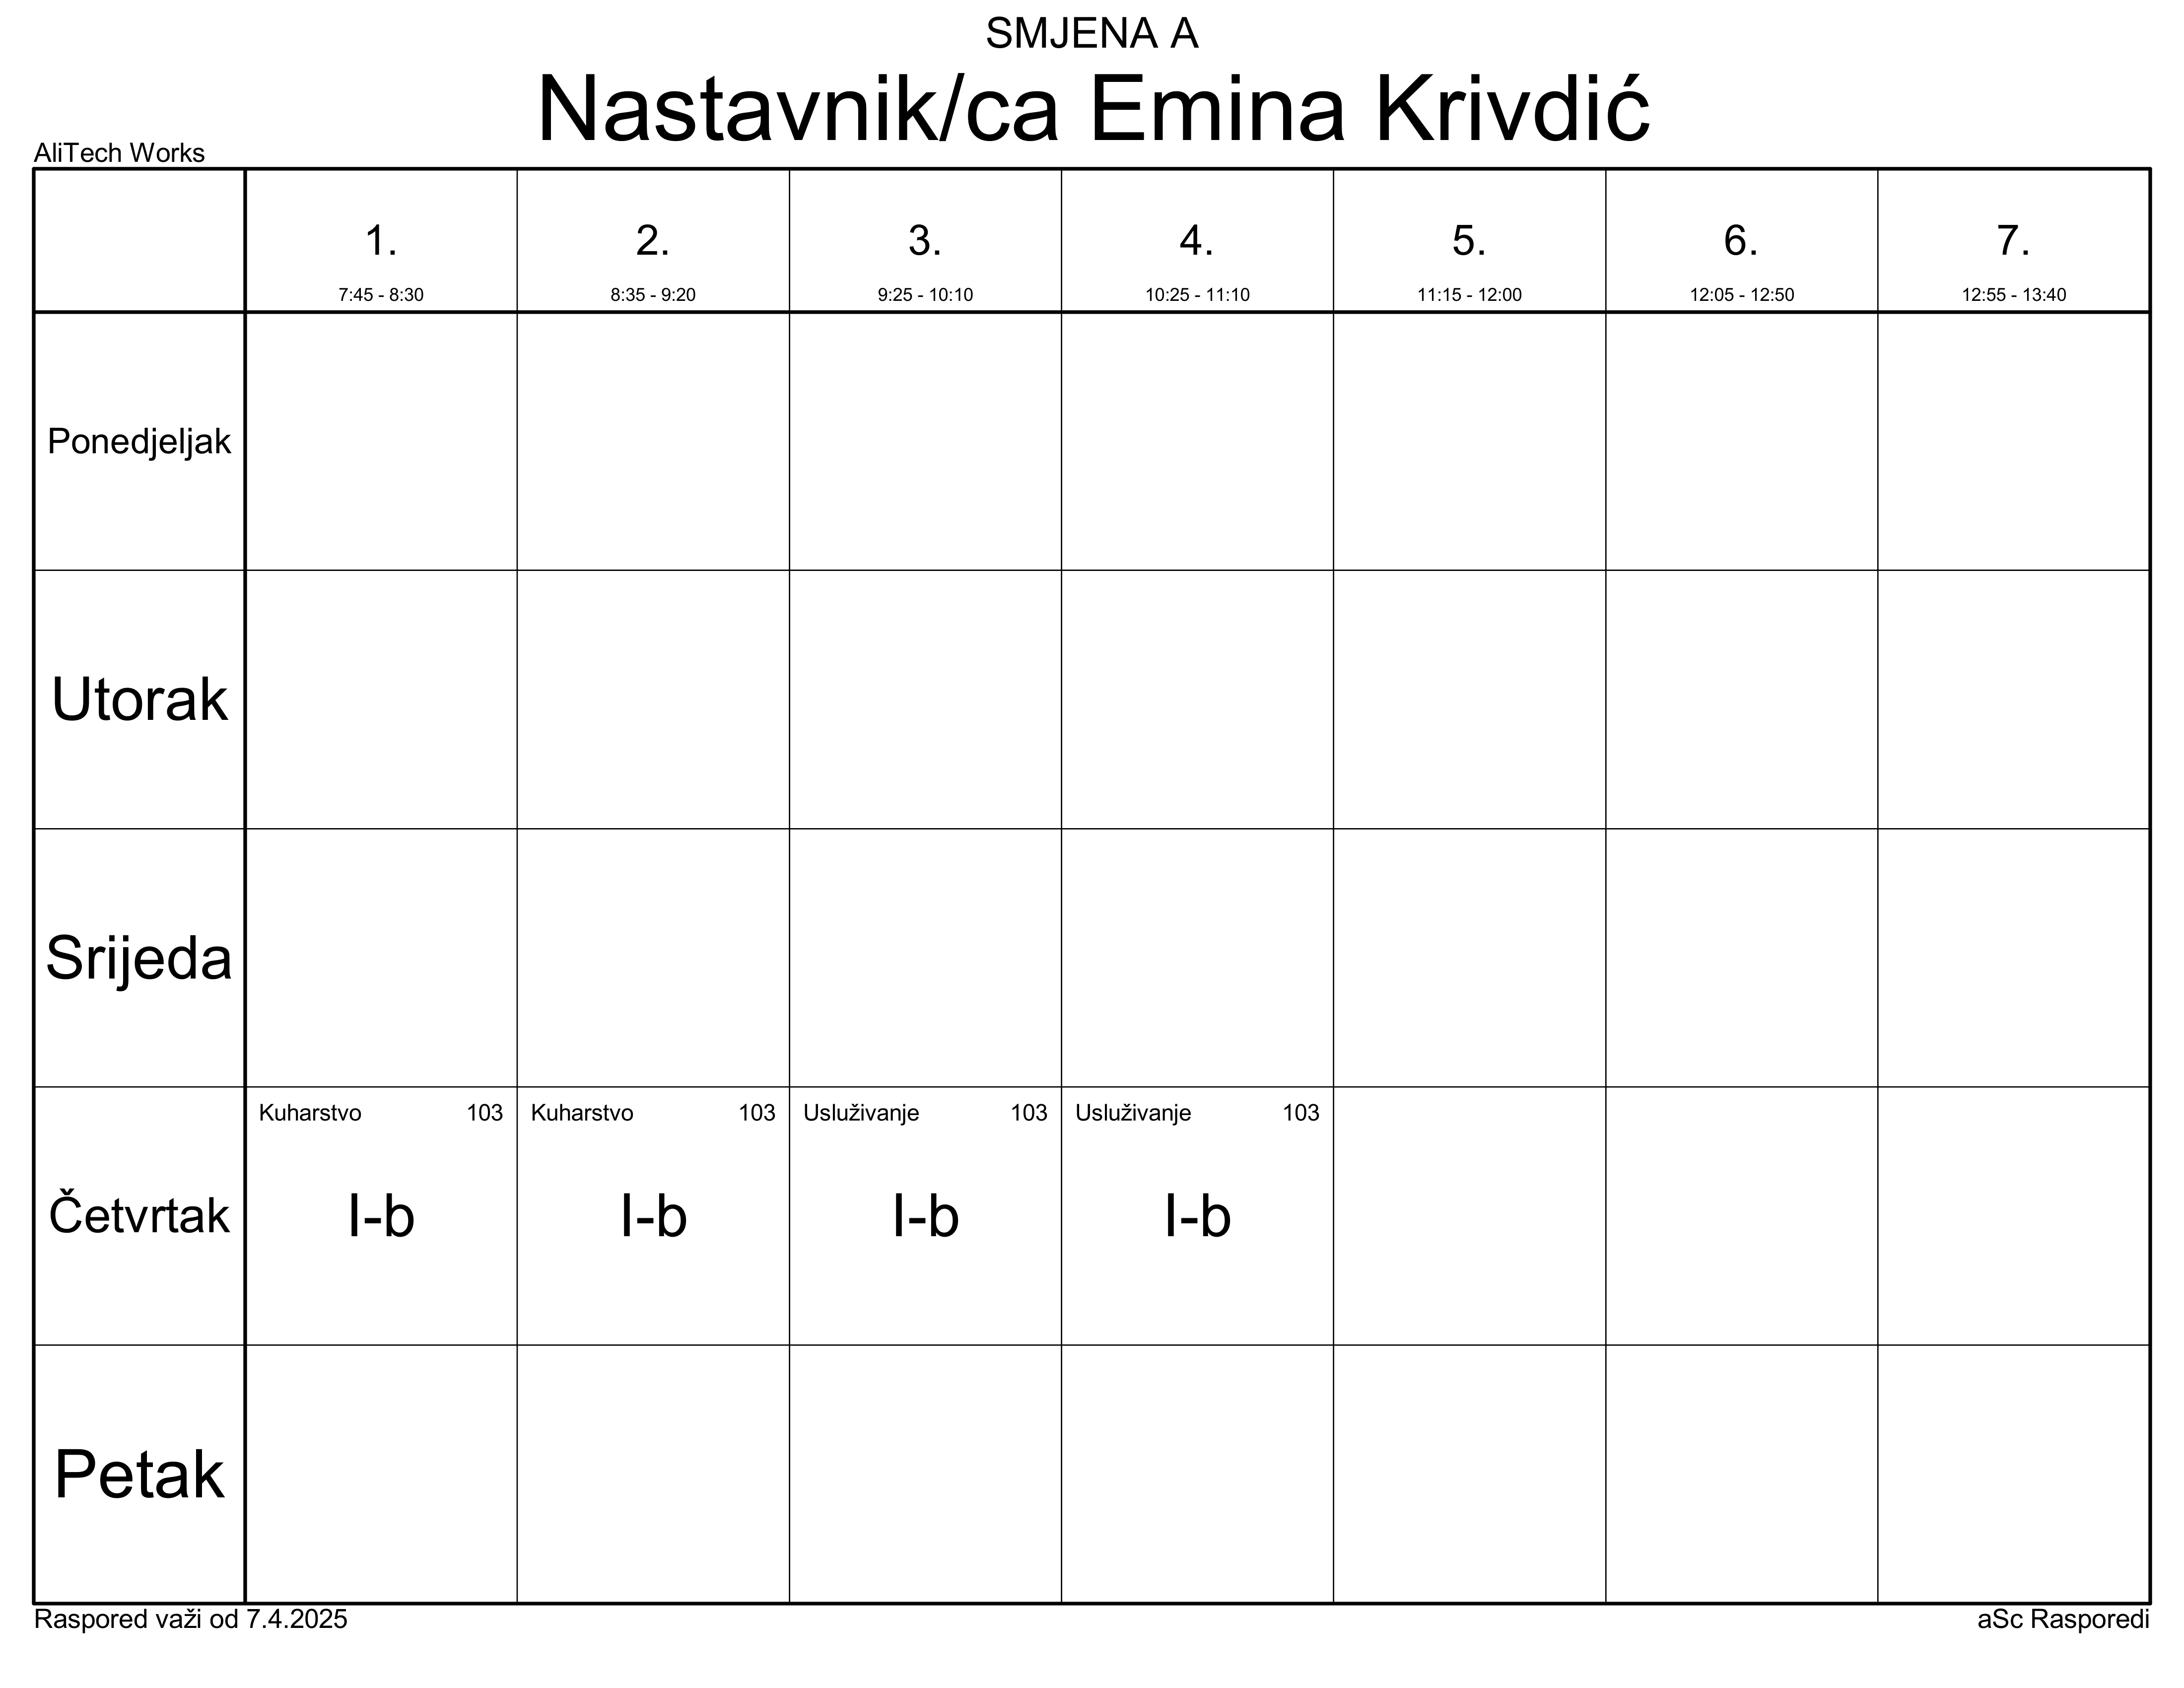 SMJENA A
Nastavnik/ca Emina Krivdić
AliTech Works
1. 2. 3. 4. 5. 6. 7.
7:45 - 8:30 8:35 - 9:20 9:25 - 10:10 10:25 - 11:10 11:15 - 12:00 12:05 - 12:50 12:55 - 13:40
Ponedjeljak
Utorak
Srijeda
Kuharstvo 103 Kuharstvo 103 Usluživanje 103 Usluživanje 103
Četvrtak I-b I-b I-b I-b
Petak
Raspored važi od 7.4.2025 aSc Rasporedi